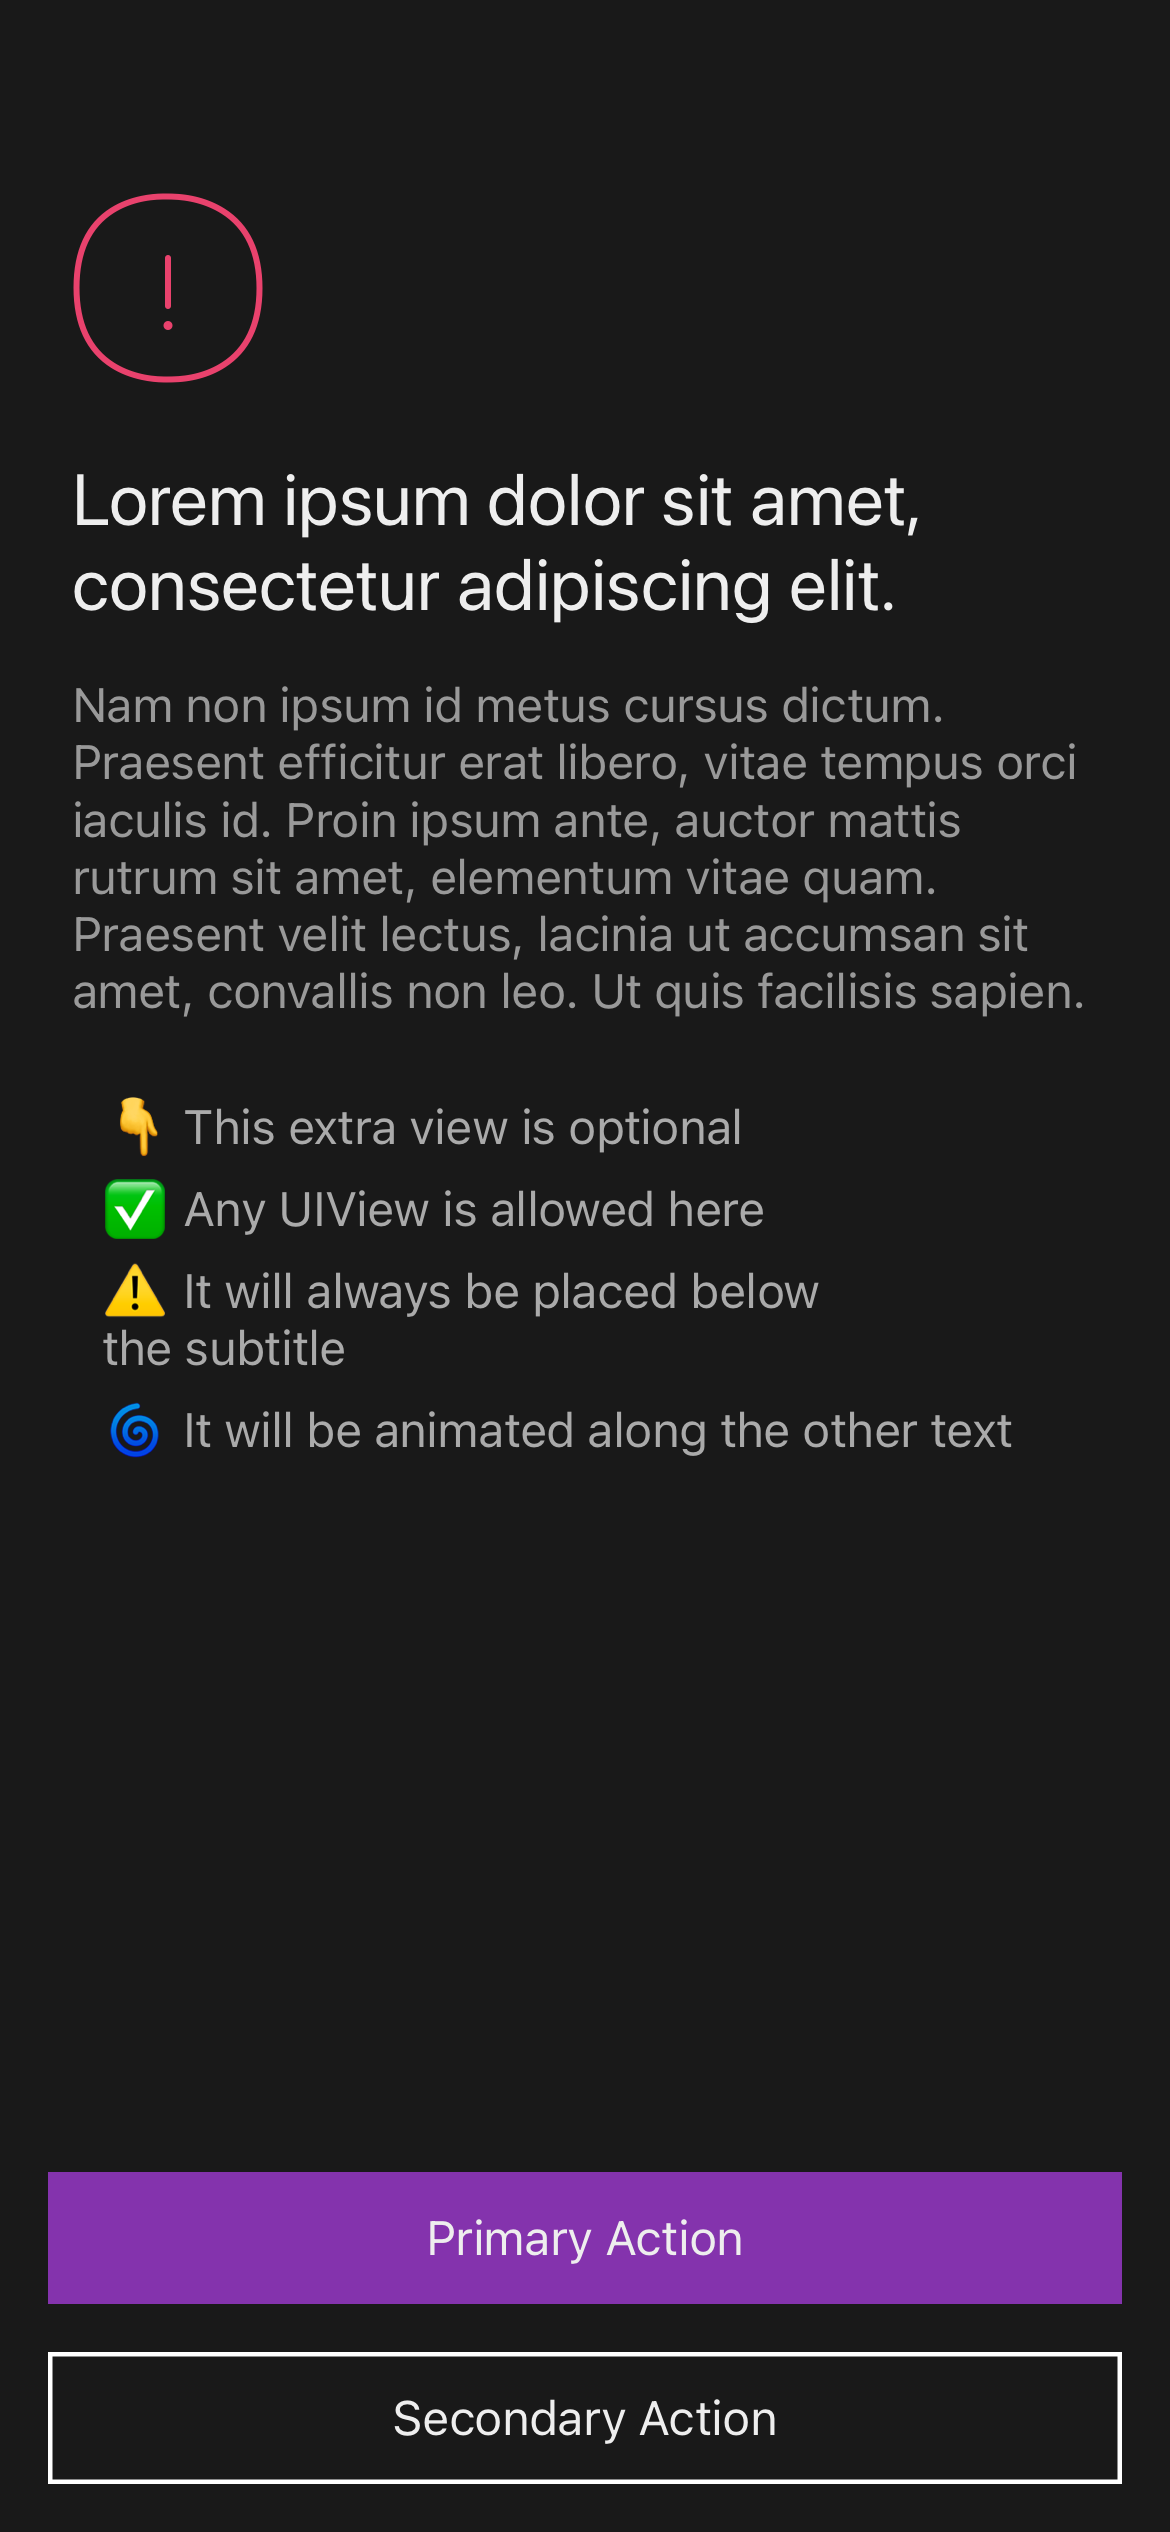 Lorem ipsum dolor sit amet,
consectetur adipiscing elit.
Nam non ipsum id metus cursus dictum.
Praesent efficitur erat libero, vitae tempus orci
iaculis id. Proin ipsum ante, auctor mattis
rutrum sit amet, elementum vitae quam.
Praesent velit lectus, lacinia ut accumsan sit
amet, convallis non leo. Ut quis facilisis sapien.
👇 This extra view is optional
✅ Any UIView is allowed here
⚠️ It will always be placed below
the subtitle
🌀 It will be animated along the other text
Primary Action
Secondary Action